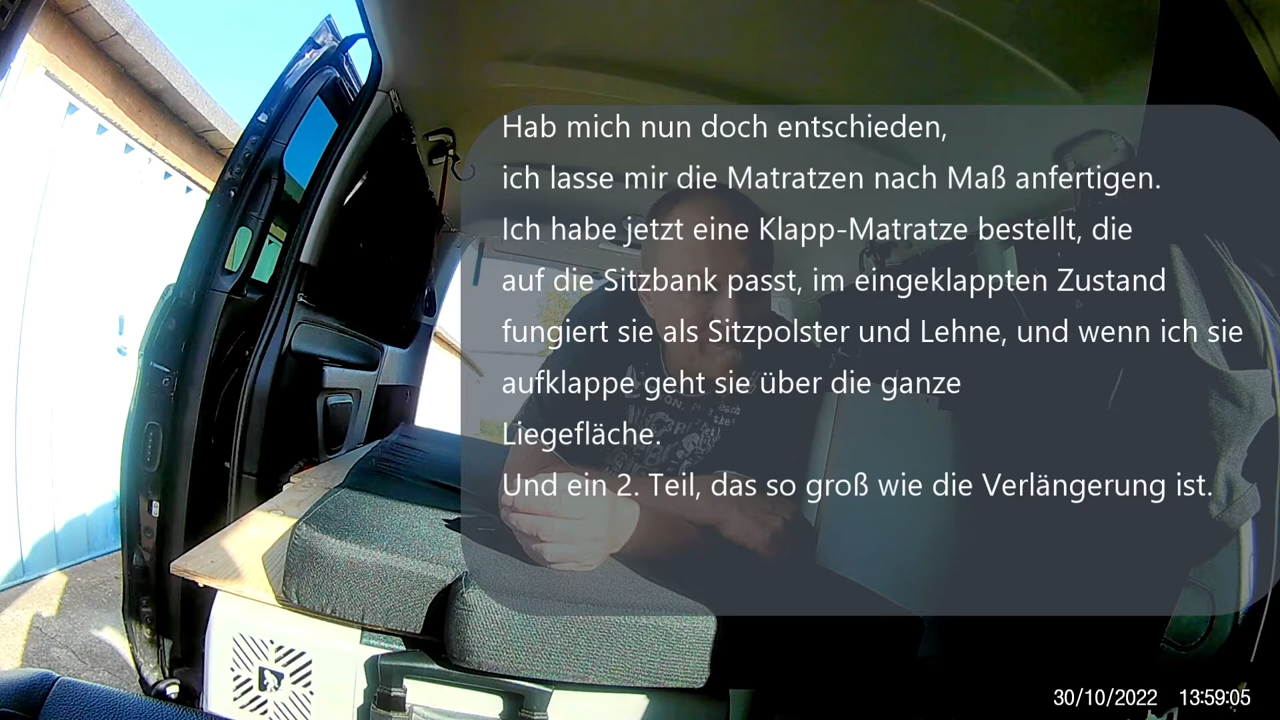 Hab mich nun doch entschieden,
ich lasse mir die Matratzen nach Maß anfertigen.
Ich habe jetzt eine Klapp-Matratze bestellt, die
auf die Sitzbank passt, im eingeklappten Zustand
fungiert sie als Sitzpolster und Lehne, und wenn ich sie
aufklappe geht sie über die ganze
Liegefläche.
Und ein 2. Teil, das so groß wie die Verlängerung ist.
30/10/2022 13:59:05